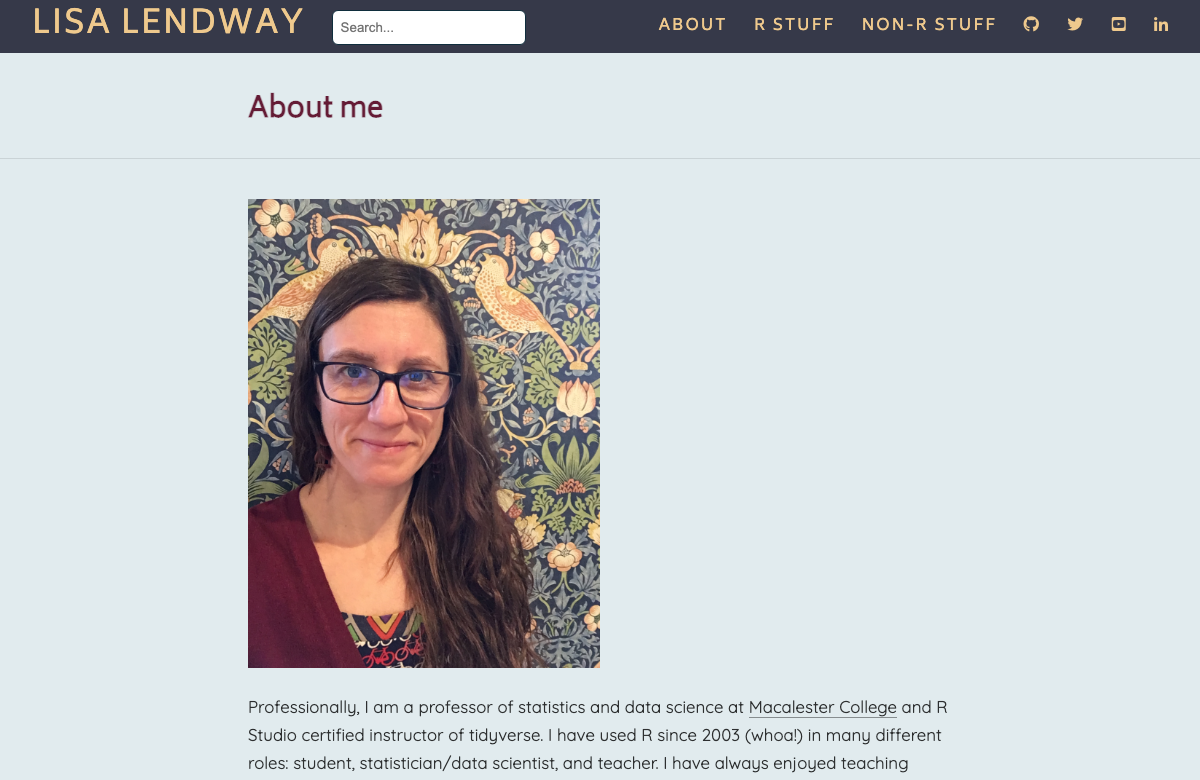 LISA LENDWAY
Search...
ABOUT
R STUFF
NON-R STUFF
About me
Professionally, I am a professor of statistics and data science at Macalester College and R
Studio certified instructor of tidyverse. I have used R since 2003 (whoa!) in many different
roles: student, statistician/data scientist, and teacher. I have always enjoyed teaching